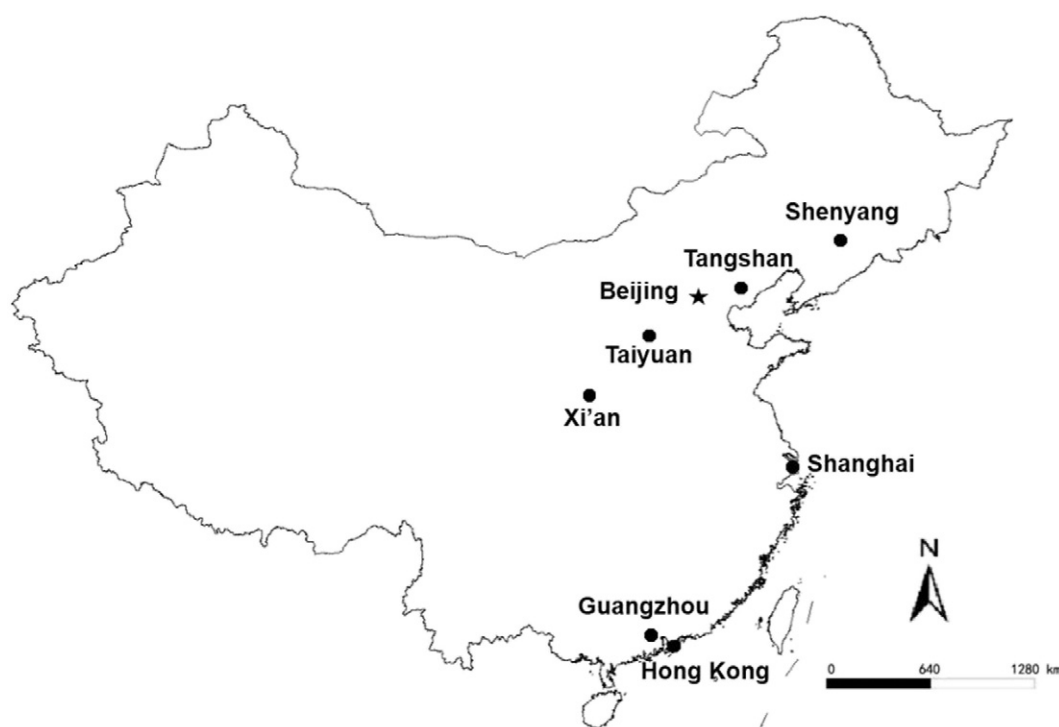 Shenyang
Tangshan
Beijing
Taiyuan
Xi’an
Shanghai
N
Guangzhou
Hong Kong
0 640 1280 km